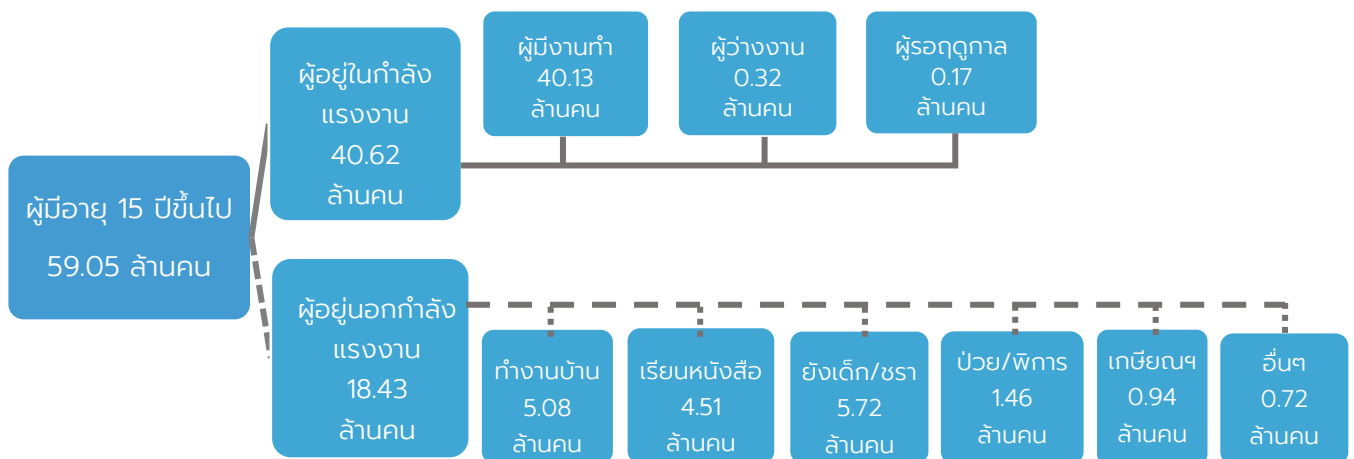 ผู้มีอายุ 15 ปีขึ้นไป
59.05 ล้านคน
ผู้อยู่ในกำลัง
แรงงาน
40.62
ล้านคน
ผู้มีงานทำ
40.13
ล้านคน
ผู้ว่างงาน
0.32
ล้านคน
ผู้รอฤดูกาล
0.17
ล้านคน
ผู้อยู่นอกกำลัง
แรงงาน
18.43
ล้านคน
ทำงานบ้าน
5.08
ล้านคน
เรียนหนังสือ
4.51
ล้านคน
ยังเด็ก/ชรา
5.72
ล้านคน
ป่วย/พิการ
1.46
ล้านคน
เกษียณฯ
0.94
ล้านคน
อื่นๆ
0.72
ล้านคน